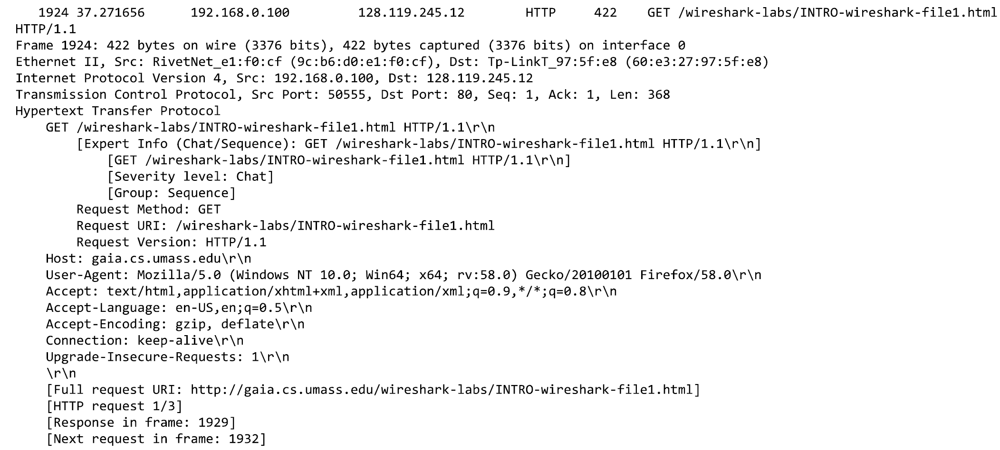 1924 37.271656 192.168.0.100 128.119.245.12 HTTP 422 GET /wireshark-labs/INTRO-wireshark-file1.html
HTTP/1.1
Frame 1924: 422 bytes on wire (3376 bits), 422 bytes captured (3376 bits) on interface 0
Ethernet II, Src: RivetNet_e1:f0:cf (9c:b6:d0:e1:f0:cf), Dst: Tp-LinkT_97:5f:e8 (60:e3:27:97:5f:e8)
Internet Protocol Version 4, Src: 192.168.0.100, Dst: 128.119.245.12
Transmission Control Protocol, Src Port: 50555, Dst Port: 80, Seq: 1, Ack: 1, Len: 368
Hypertext Transfer Protocol
GET /wireshark-labs/INTRO-wireshark-file1.html HTTP/1.1\r\n
[Expert Info (Chat/Sequence): GET /wireshark-labs/INTRO-wireshark-file1.html HTTP/1.1\r\n]
[GET /wireshark-labs/INTRO-wireshark-file1.html HTTP/1.1\r\n]
[Severity level: Chat]
[Group: Sequence]
Request Method: GET
Request URI: /wireshark-labs/INTRO-wireshark-file1.html
Request Version: HTTP/1.1
Host: gaia.cs.umass.edu\r\n
User-Agent: Mozilla/5.0 (Windows NT 10.0; Win64; x64; rv:58.0) Gecko/20100101 Firefox/58.0\r\n
Accept: text/html,application/xhtml+xml,application/xml;q=0.9,*/*;q=0.8\r\n
Accept-Language: en-US,en;q=0.5\r\n
Accept-Encoding: gzip, deflate\r\n
Connection: keep-alive\r\n
Upgrade-Insecure-Requests: 1\r\n
\r\n
[Full request URI: http://gaia.cs.umass.edu/wireshark-labs/INTRO-wireshark-file1.html]
[HTTP request 1/3]
[Response in frame: 1929]
[Next request in frame: 1932]